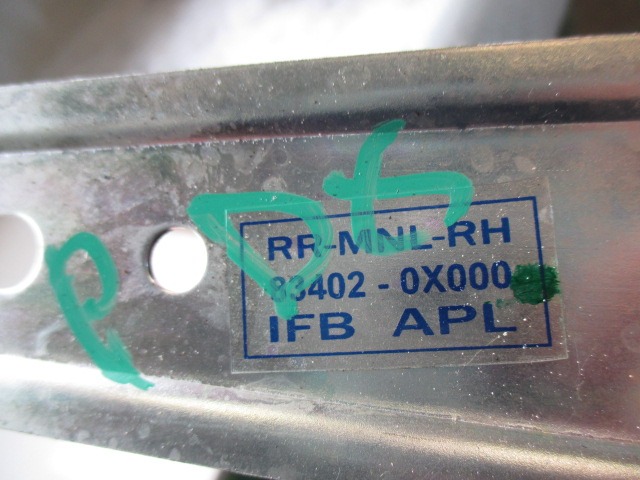 RR-MNL-RH
83402 - 0X000
IFB APL